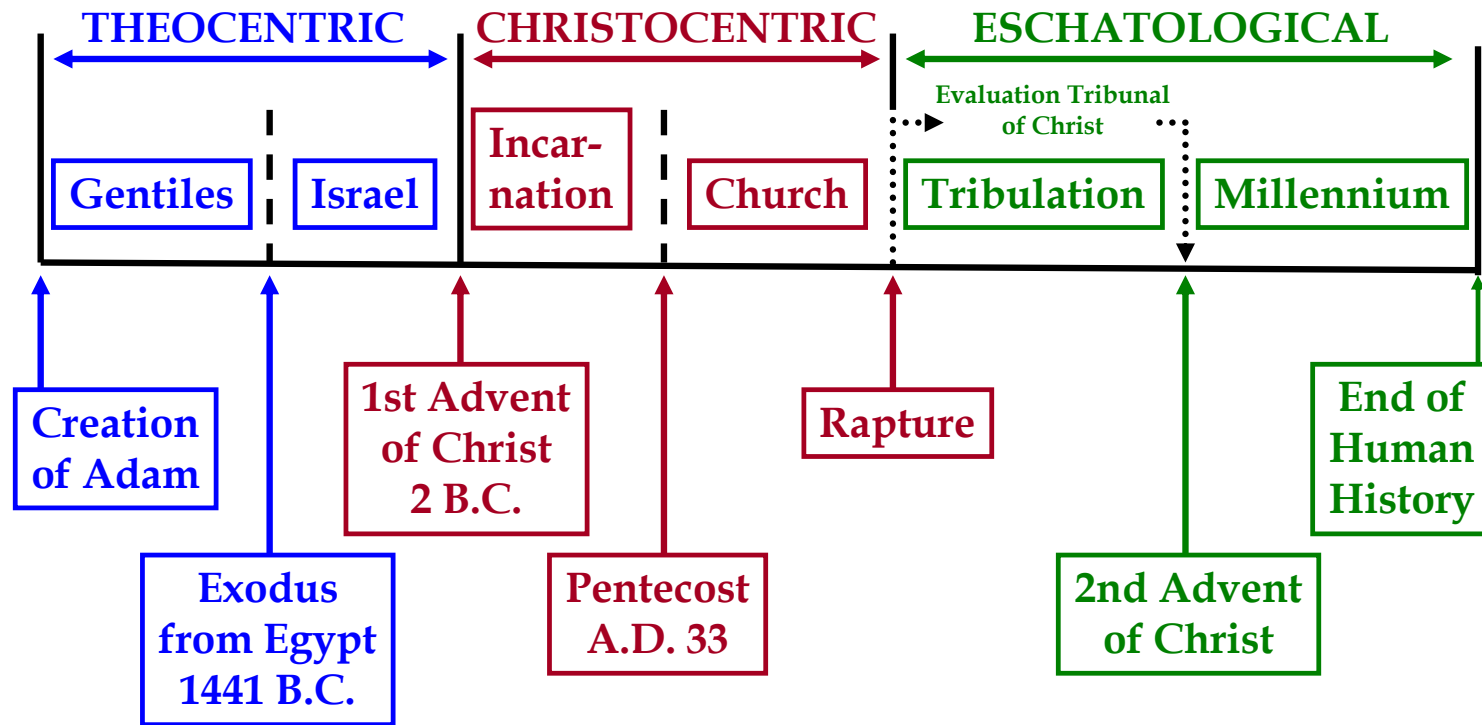 THEOCENTRIC
CHRISTOCENTRIC
ESCHATOLOGICAL
Evaluation Tribunal
of Christ
Gentiles
Israel
Incar-
nation
Church
Tribulation
Millennium
Creation
of Adam
Exodus
from Egypt
1441 B.C.
1st Advent
of Christ
2 B.C.
Pentecost
A.D. 33
Rapture
2nd Advent
of Christ
End of
Human
History